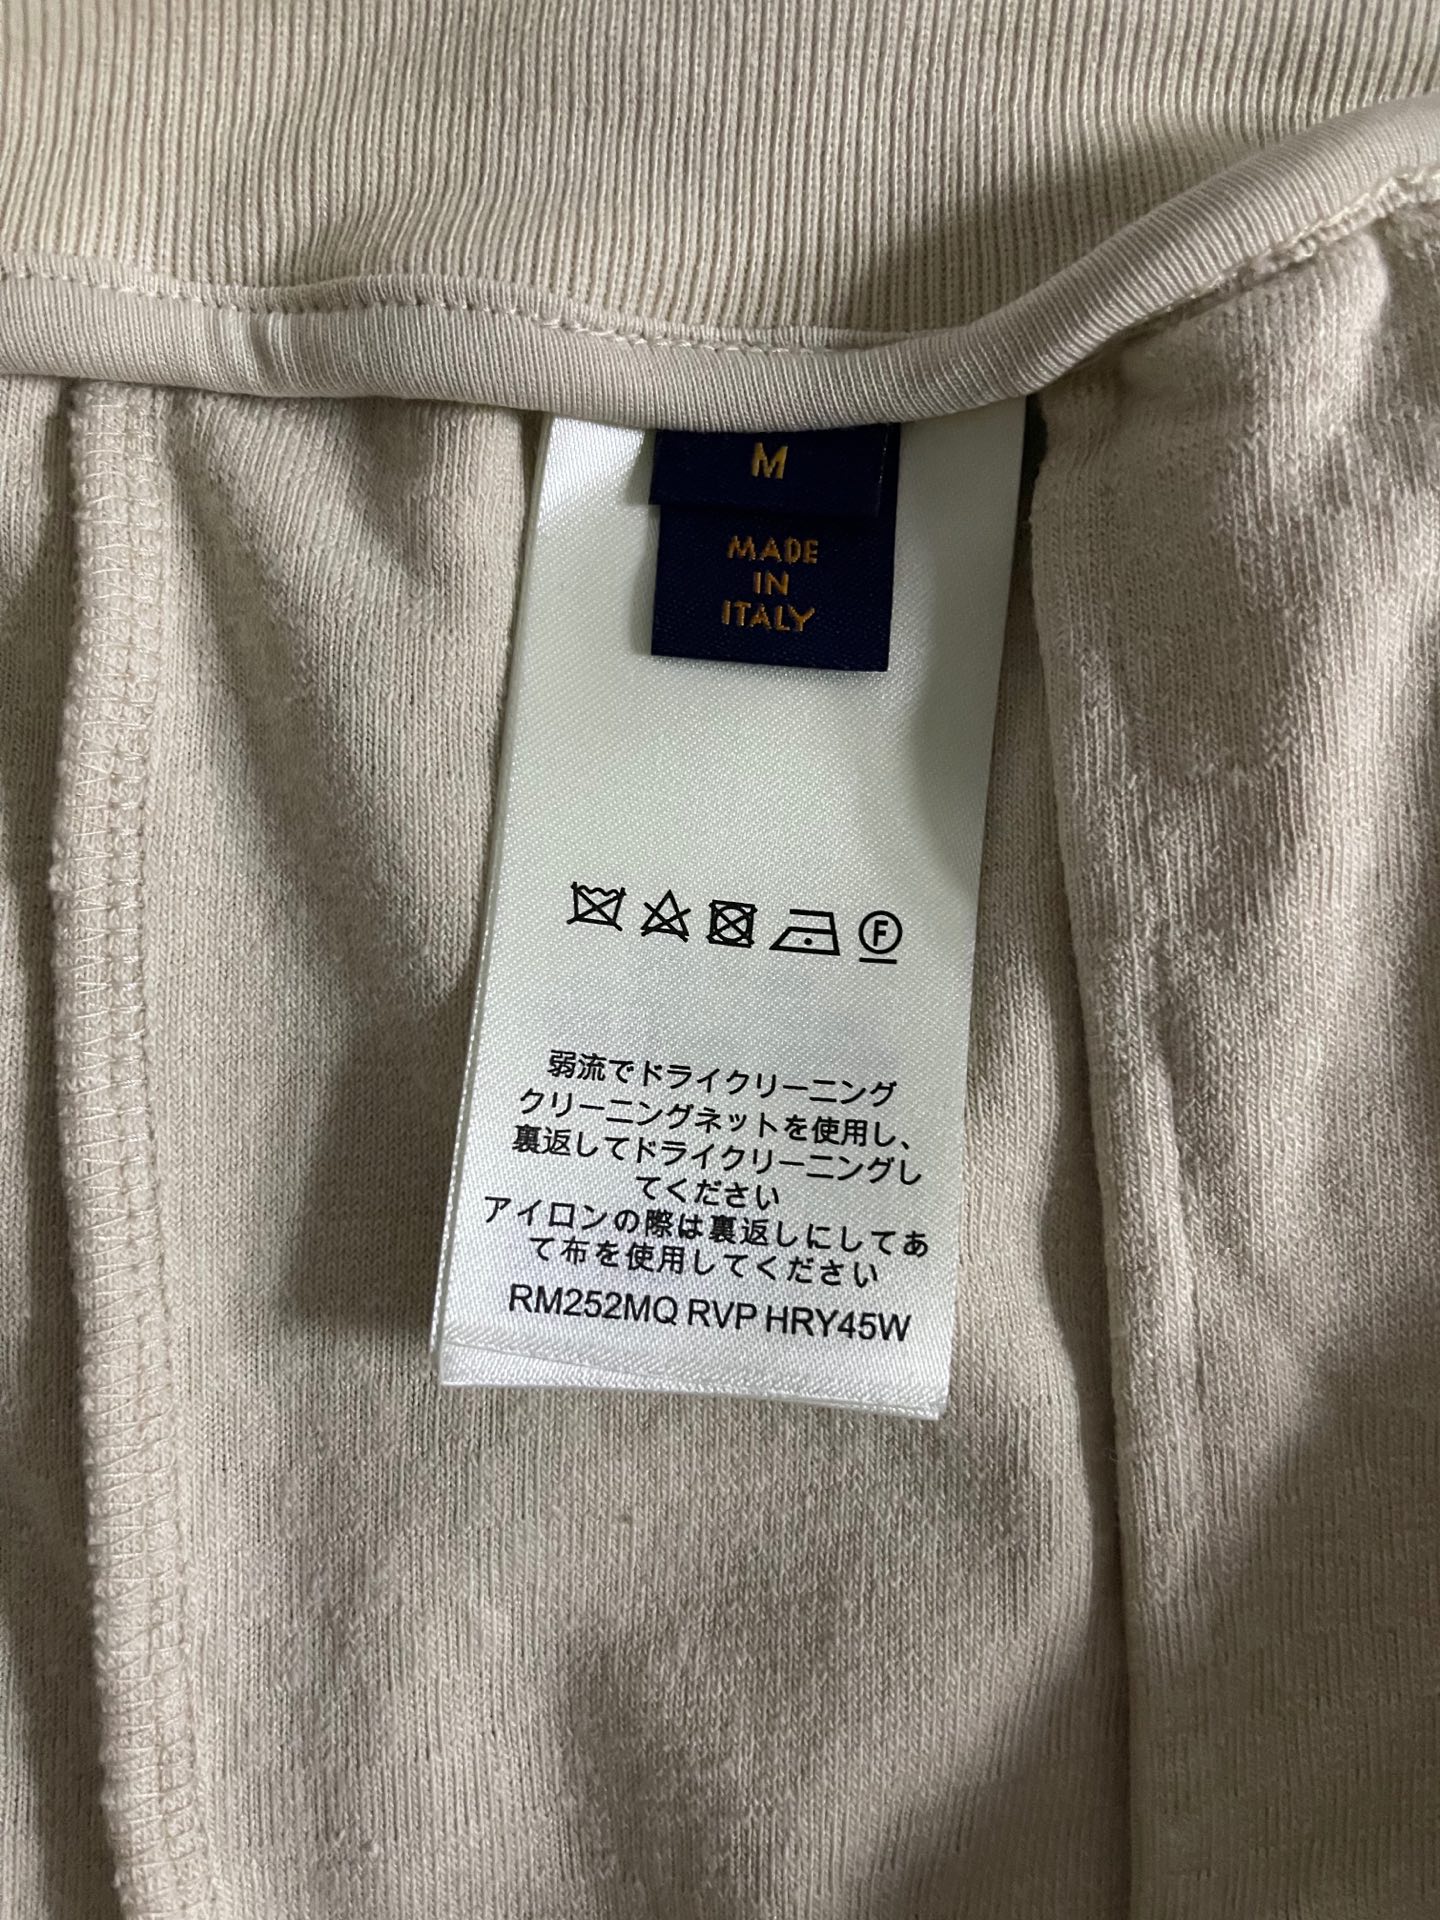 M
MADE
IN
ITALY
F
弱流でドライクリーニング
クリーニングネットを使用し、
裏返してドライクリーニングし
てください
アイロンの際は裏返しにしてあ
て布を使用してください
RM252MQ RVP HRY45W